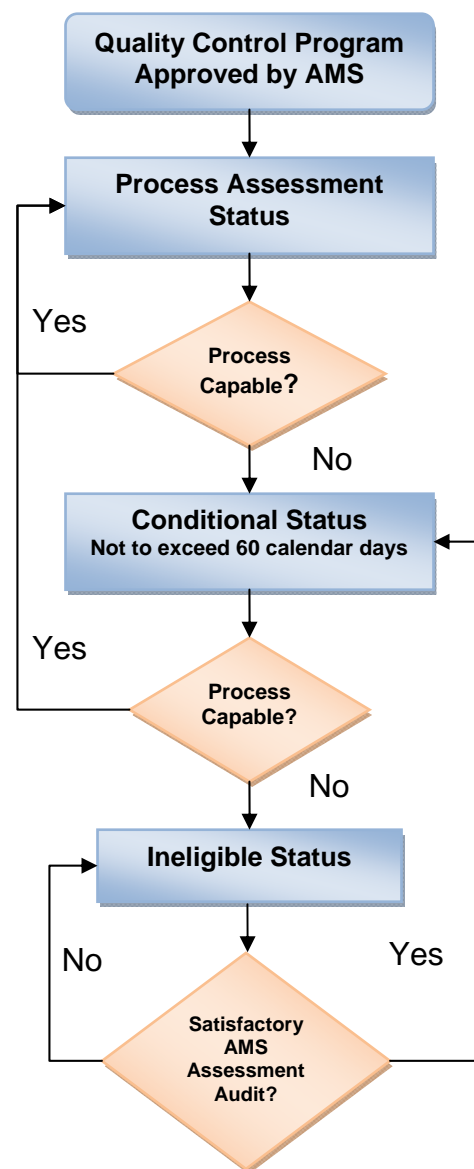 Quality Control Program
Approved by AMS
Process Assessment
Status
Yes
Process
Capable?
No
Conditional Status
Not to exceed 60 calendar days
Yes
Process
Capable?
No
Ineligible Status
No
Yes
Satisfactory
AMS
Assessment
Audit?